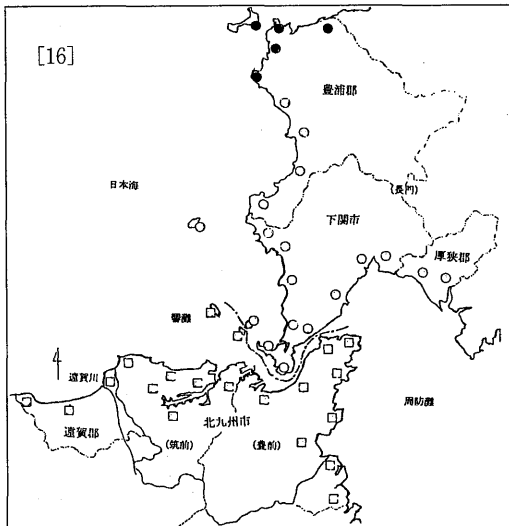 [16]
豊浦郡
日本海
(長門)
下関市
厚狭郡
響灘
遠賀川
周防灘
北九州市
遠賀郡
(筑前)
(豊前)